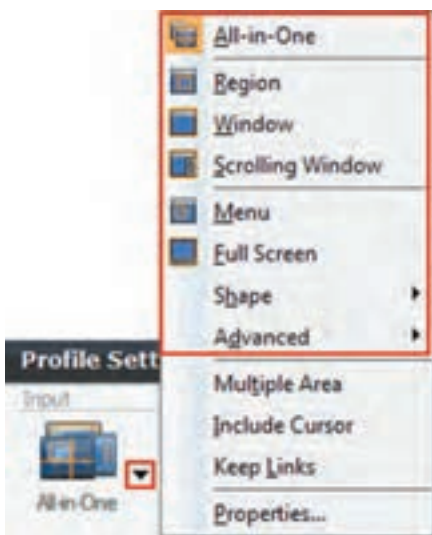 All-in-One
Region
Window
Scrolling Window
Menu
Full Screen
Shape
Advanced
Multiple Area
Include Cursor
Keep Links
Properties...
Profile Sett
Input
All-in-One